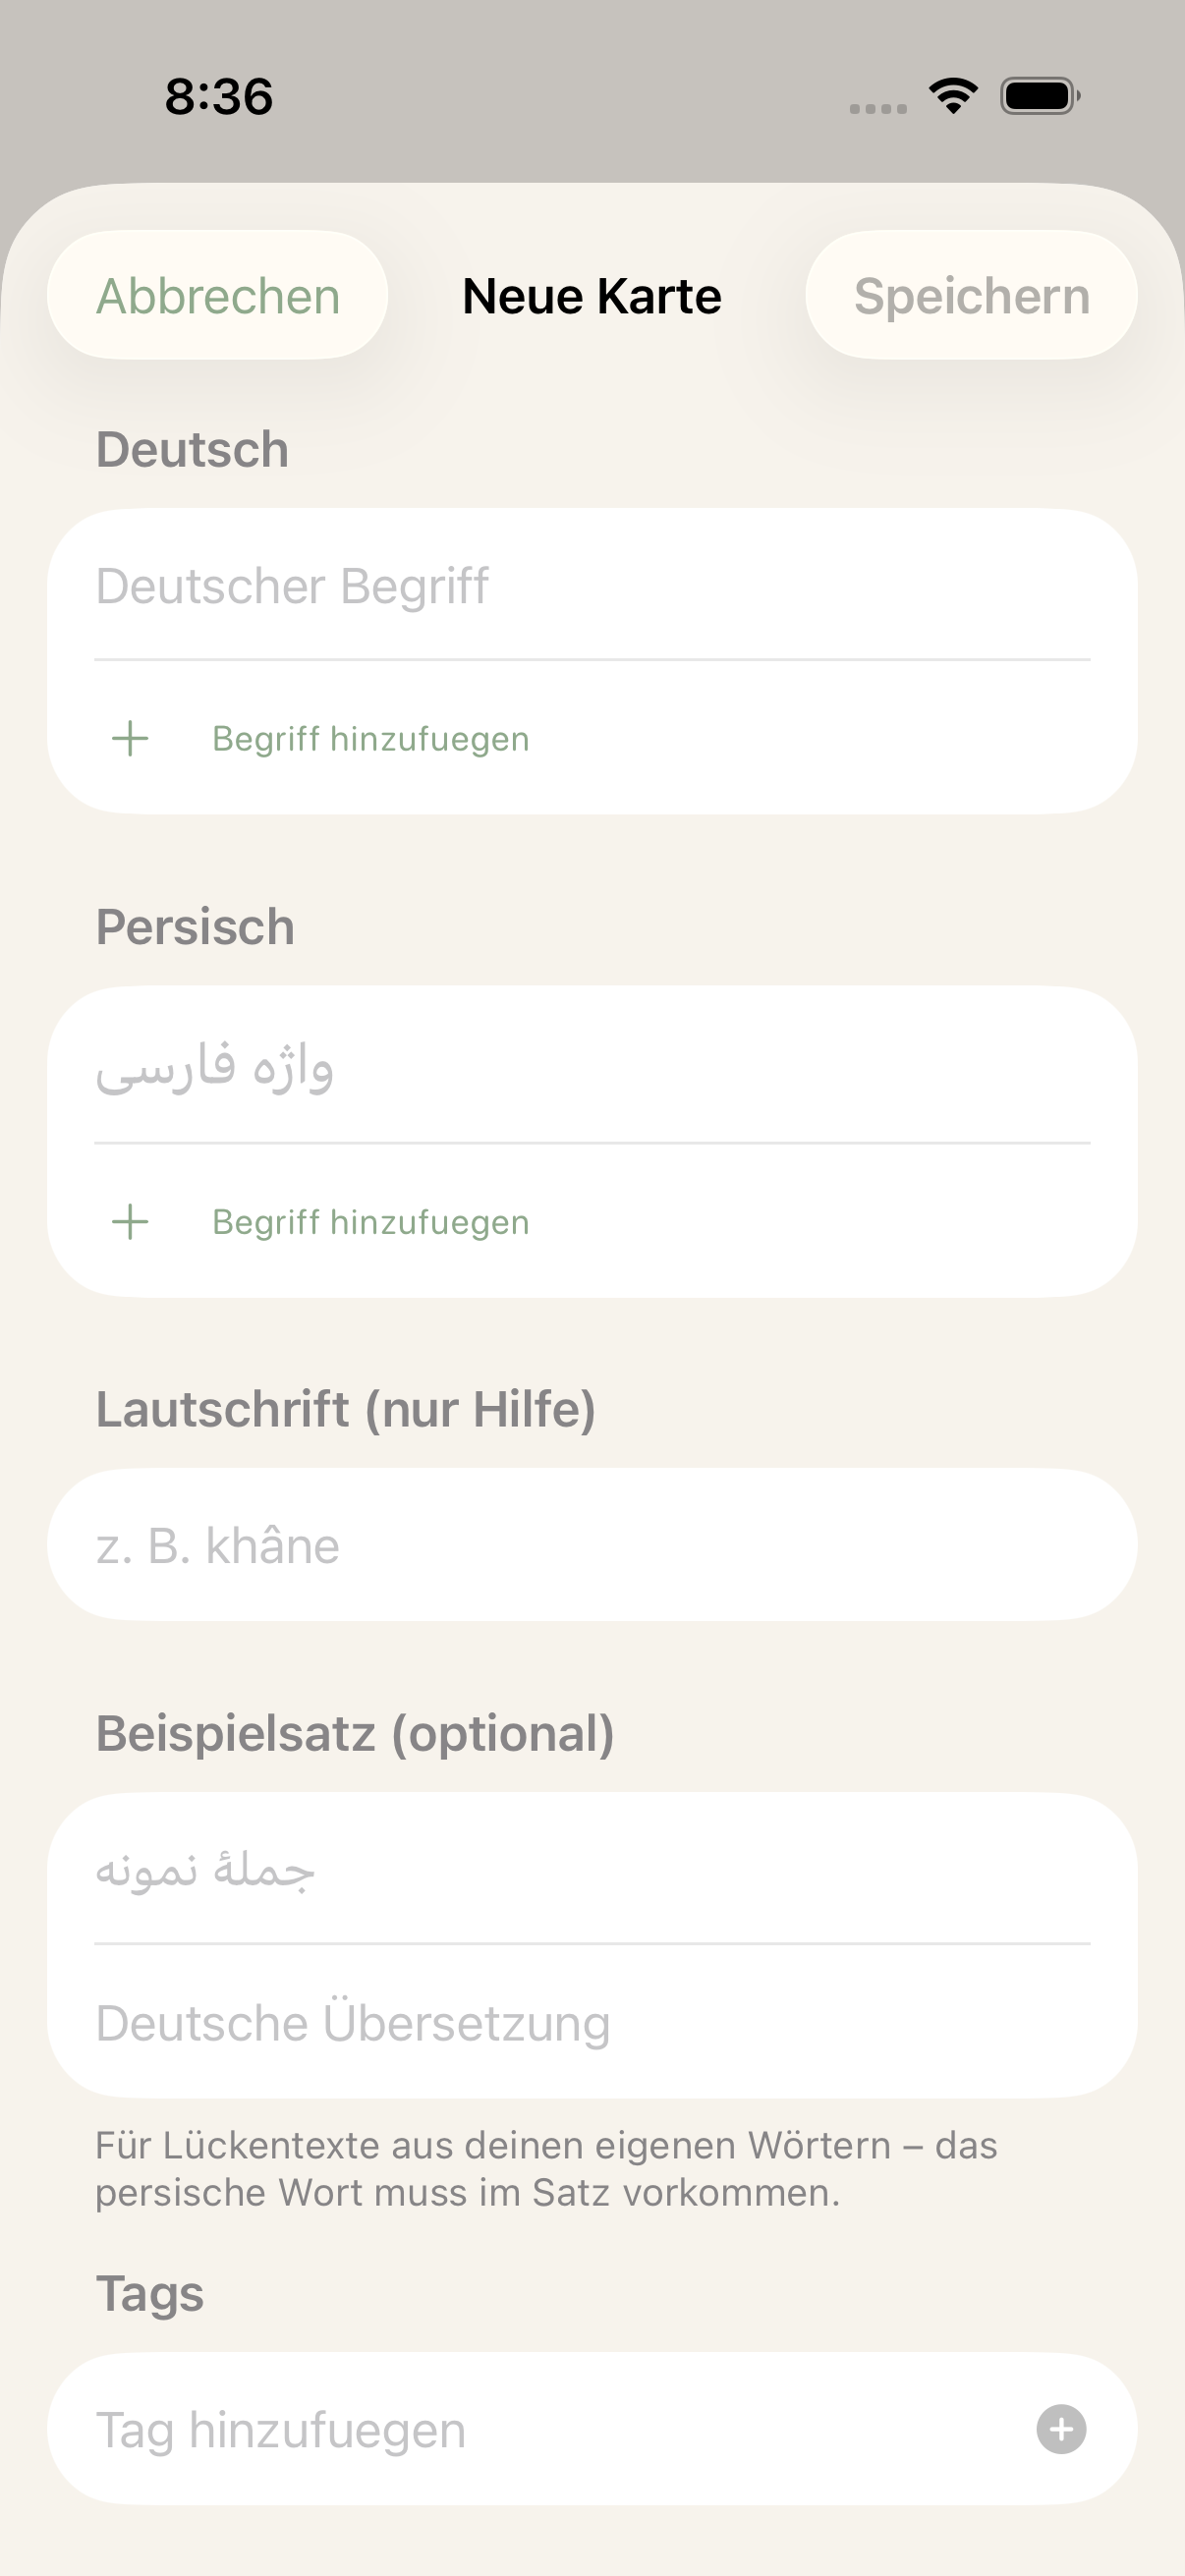 8:36
Abbrechen
Neue Karte
Speichern
Deutsch
Deutscher Begriff
Begriff hinzufuegen
Persisch
واژه فارسی
Begriff hinzufuegen
Lautschrift (nur Hilfe)
z. B. khâne
Beispielsatz (optional)
جملهٔ نمونه
Deutsche Übersetzung
Für Lückentexte aus deinen eigenen Wörtern – das
persische Wort muss im Satz vorkommen.
Tags
Tag hinzufuegen